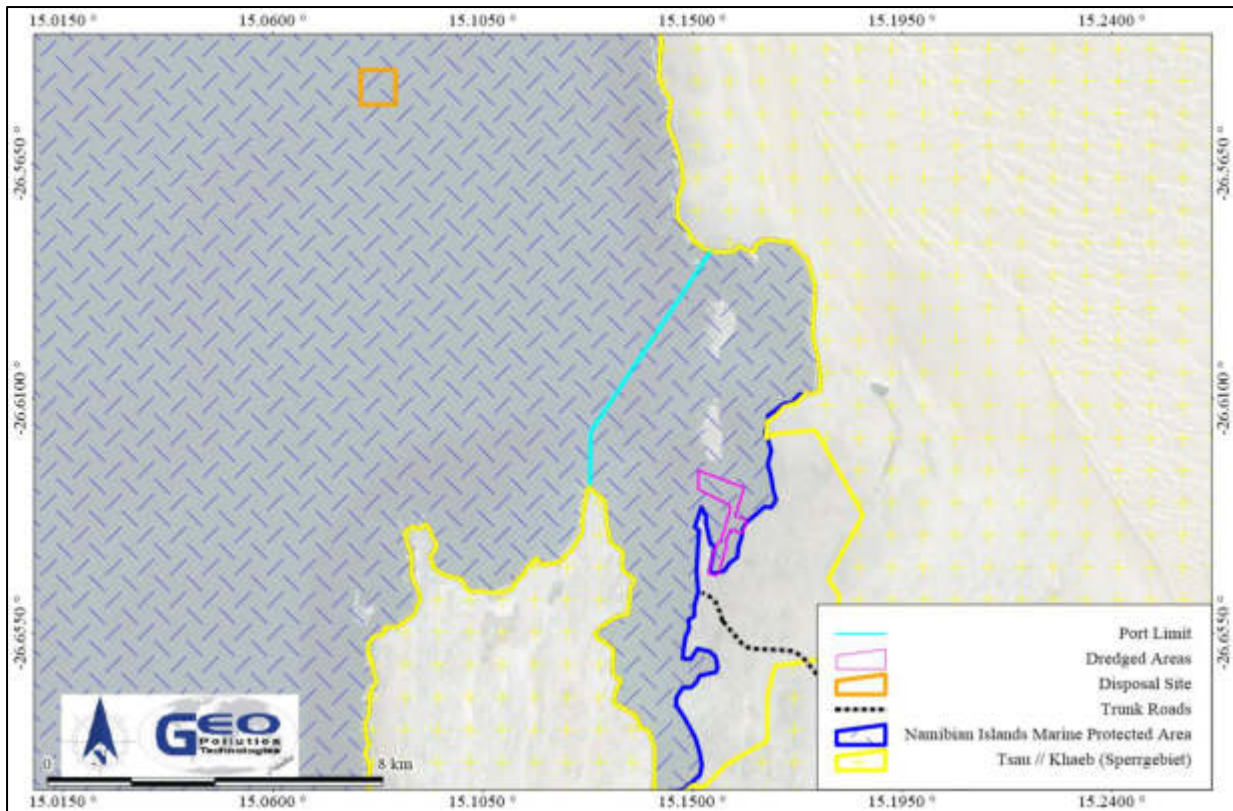 15.0150 ° 15.0600 ° 15.1050 ° 15.1500 ° 15.1950 ° 15.2400 °
-26.5650 ° -26.5650 °
-26.6100 ° -26.6100 °
-26.6550 ° -26.6550 °
Port Limit
Dredged Areas
Disposal Site
Trunk Roads
Namibian Islands Marine Protected Area
Tsau // Khaeb (Sperrgebiet)
GEO
Pollution
Technologies
0 8 km
15.0150 ° 15.0600 ° 15.1050 ° 15.1500 ° 15.1950 ° 15.2400 °